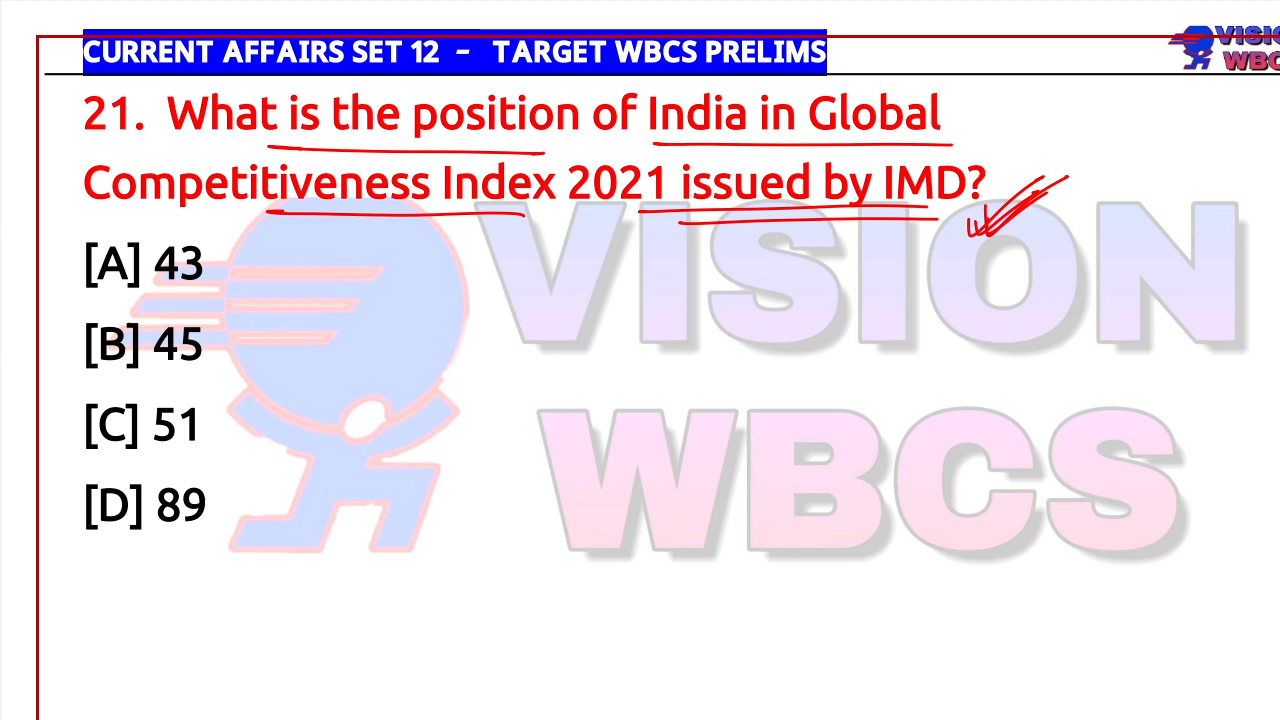 CURRENT AFFAIRS SET 12 – TARGET WBCS PRELIMS
21. What is the position of India in Global
Competitiveness Index 2021 issued by IMD?
[A] 43
[B] 45
[C] 51
[D] 89
VISION
WBCS